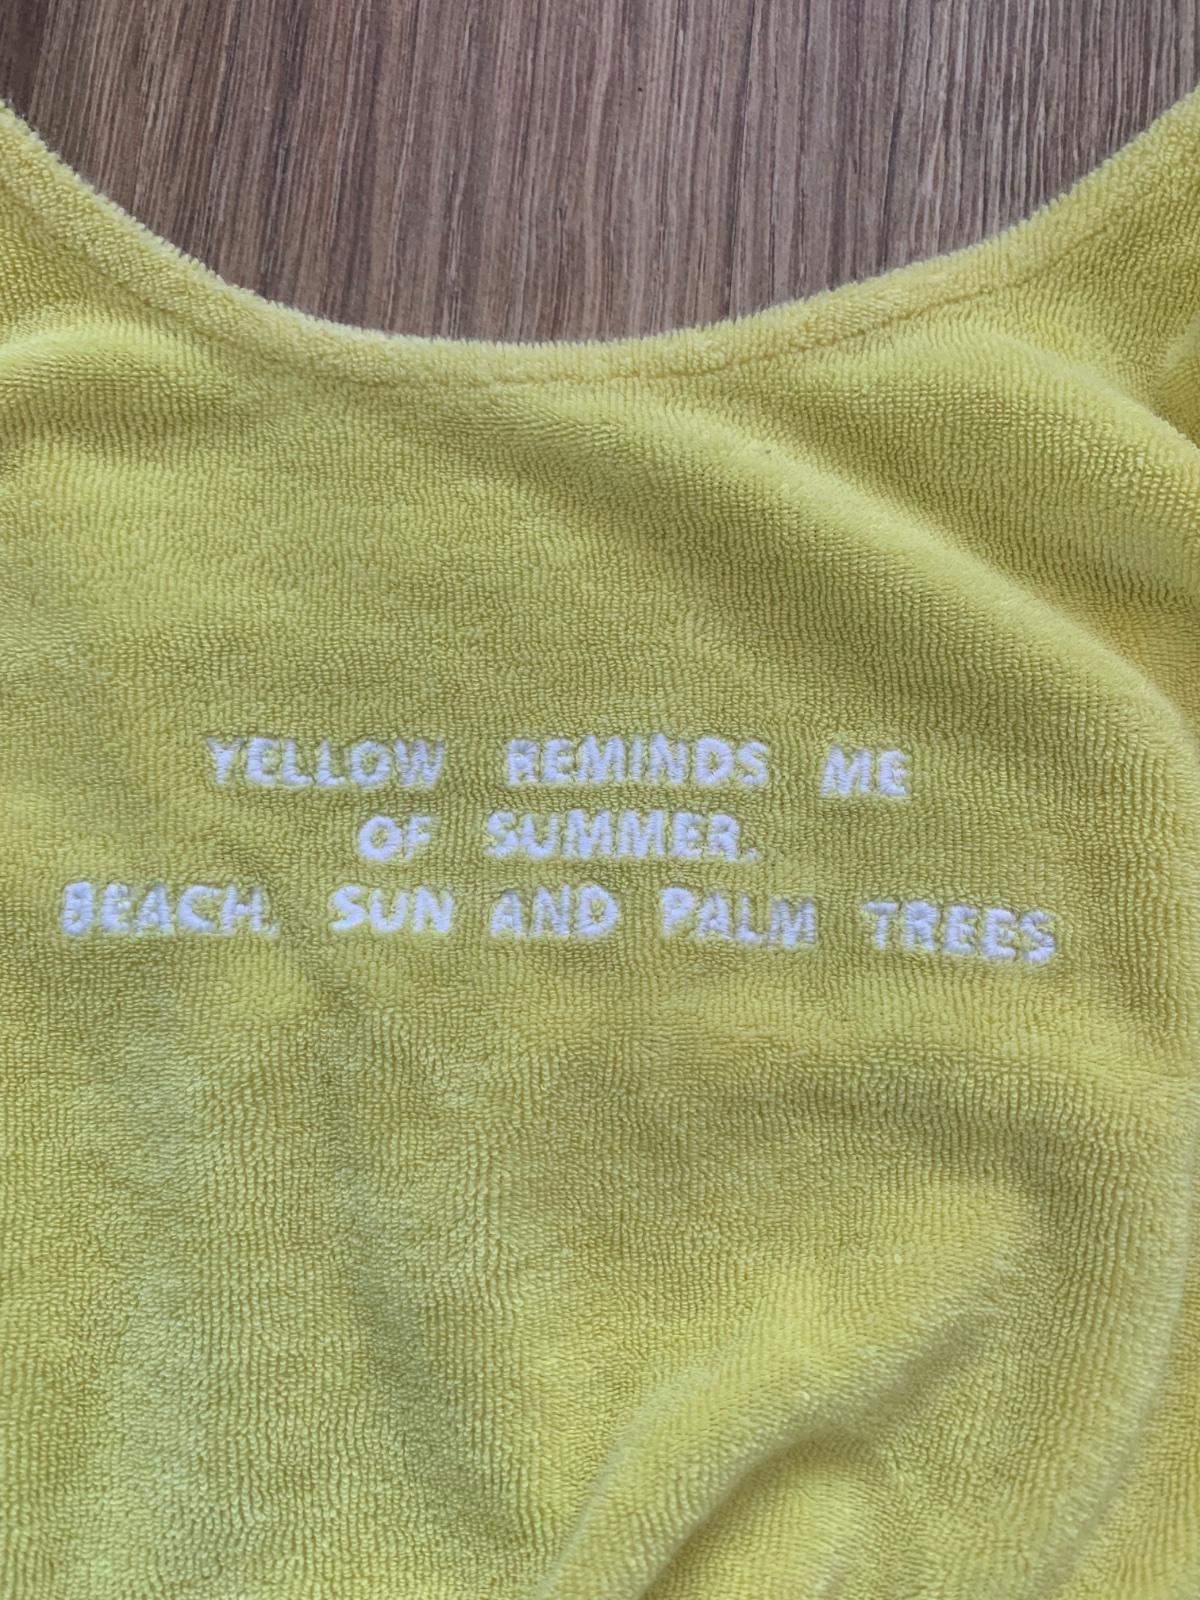 YELLOW REMINDS ME
OF SUMMER.
BEACH, SUN AND PALM TREES